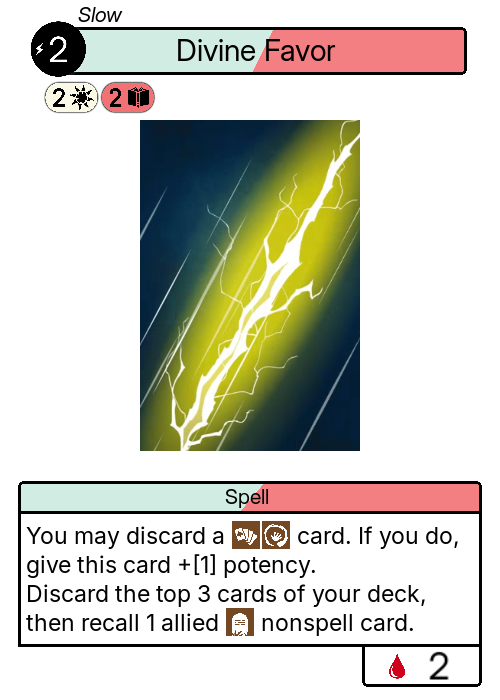 Slow
2 Divine Favor
2 2
Spell
You may discard a card. If you do,
give this card +[1] potency.
Discard the top 3 cards of your deck,
then recall 1 allied nonspell card.
2